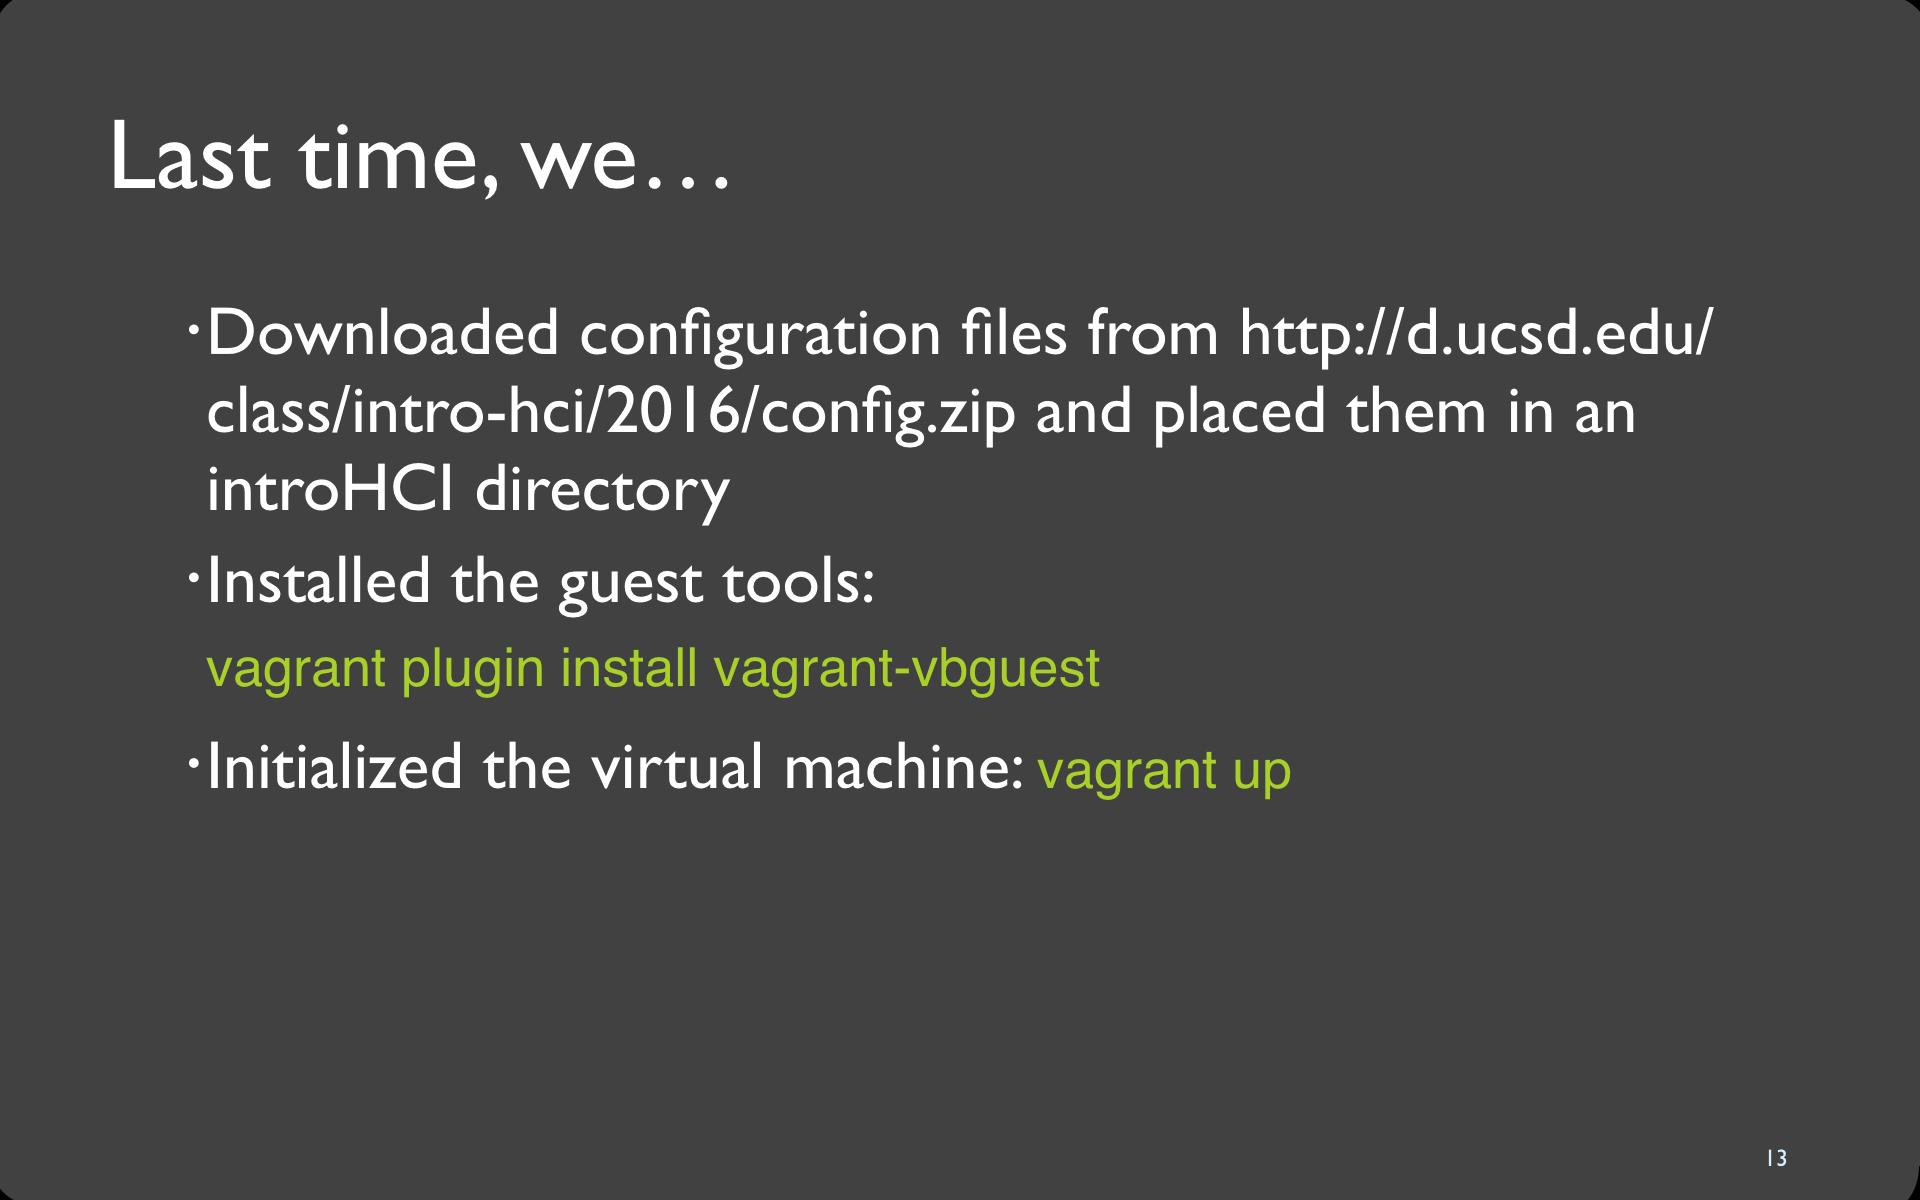 Last time, we…
·Downloaded configuration files from http://d.ucsd.edu/
class/intro-hci/2016/config.zip and placed them in an
introHCI directory
·Installed the guest tools:
vagrant plugin install vagrant-vbguest
·Initialized the virtual machine: vagrant up
13